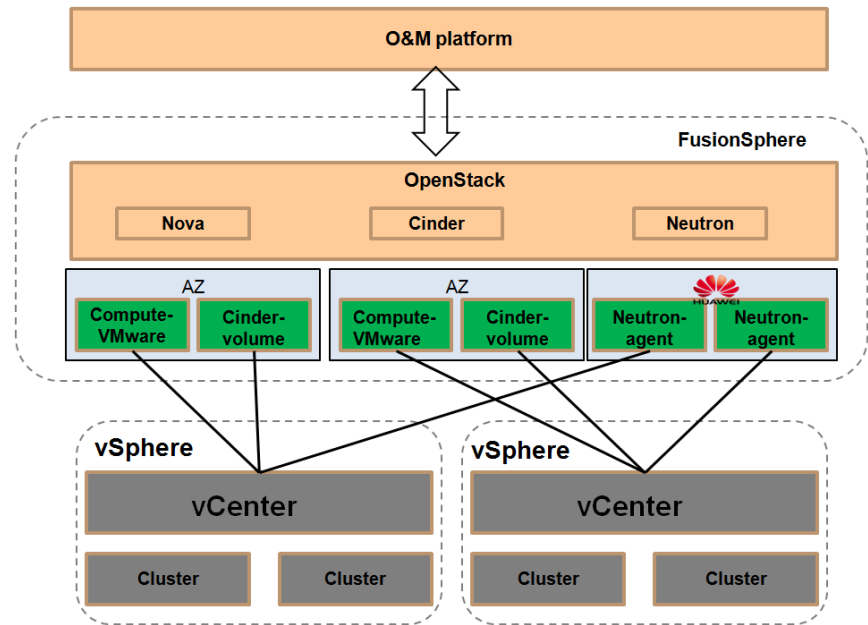 O&M platform
FusionSphere
OpenStack
Nova
Cinder
Neutron
AZ
AZ
HUAWEI
Compute-
VMware
Cinder-
volume
Compute-
VMware
Cinder-
volume
Neutron-
agent
Neutron-
agent
vSphere
vSphere
vCenter
vCenter
Cluster
Cluster
Cluster
Cluster